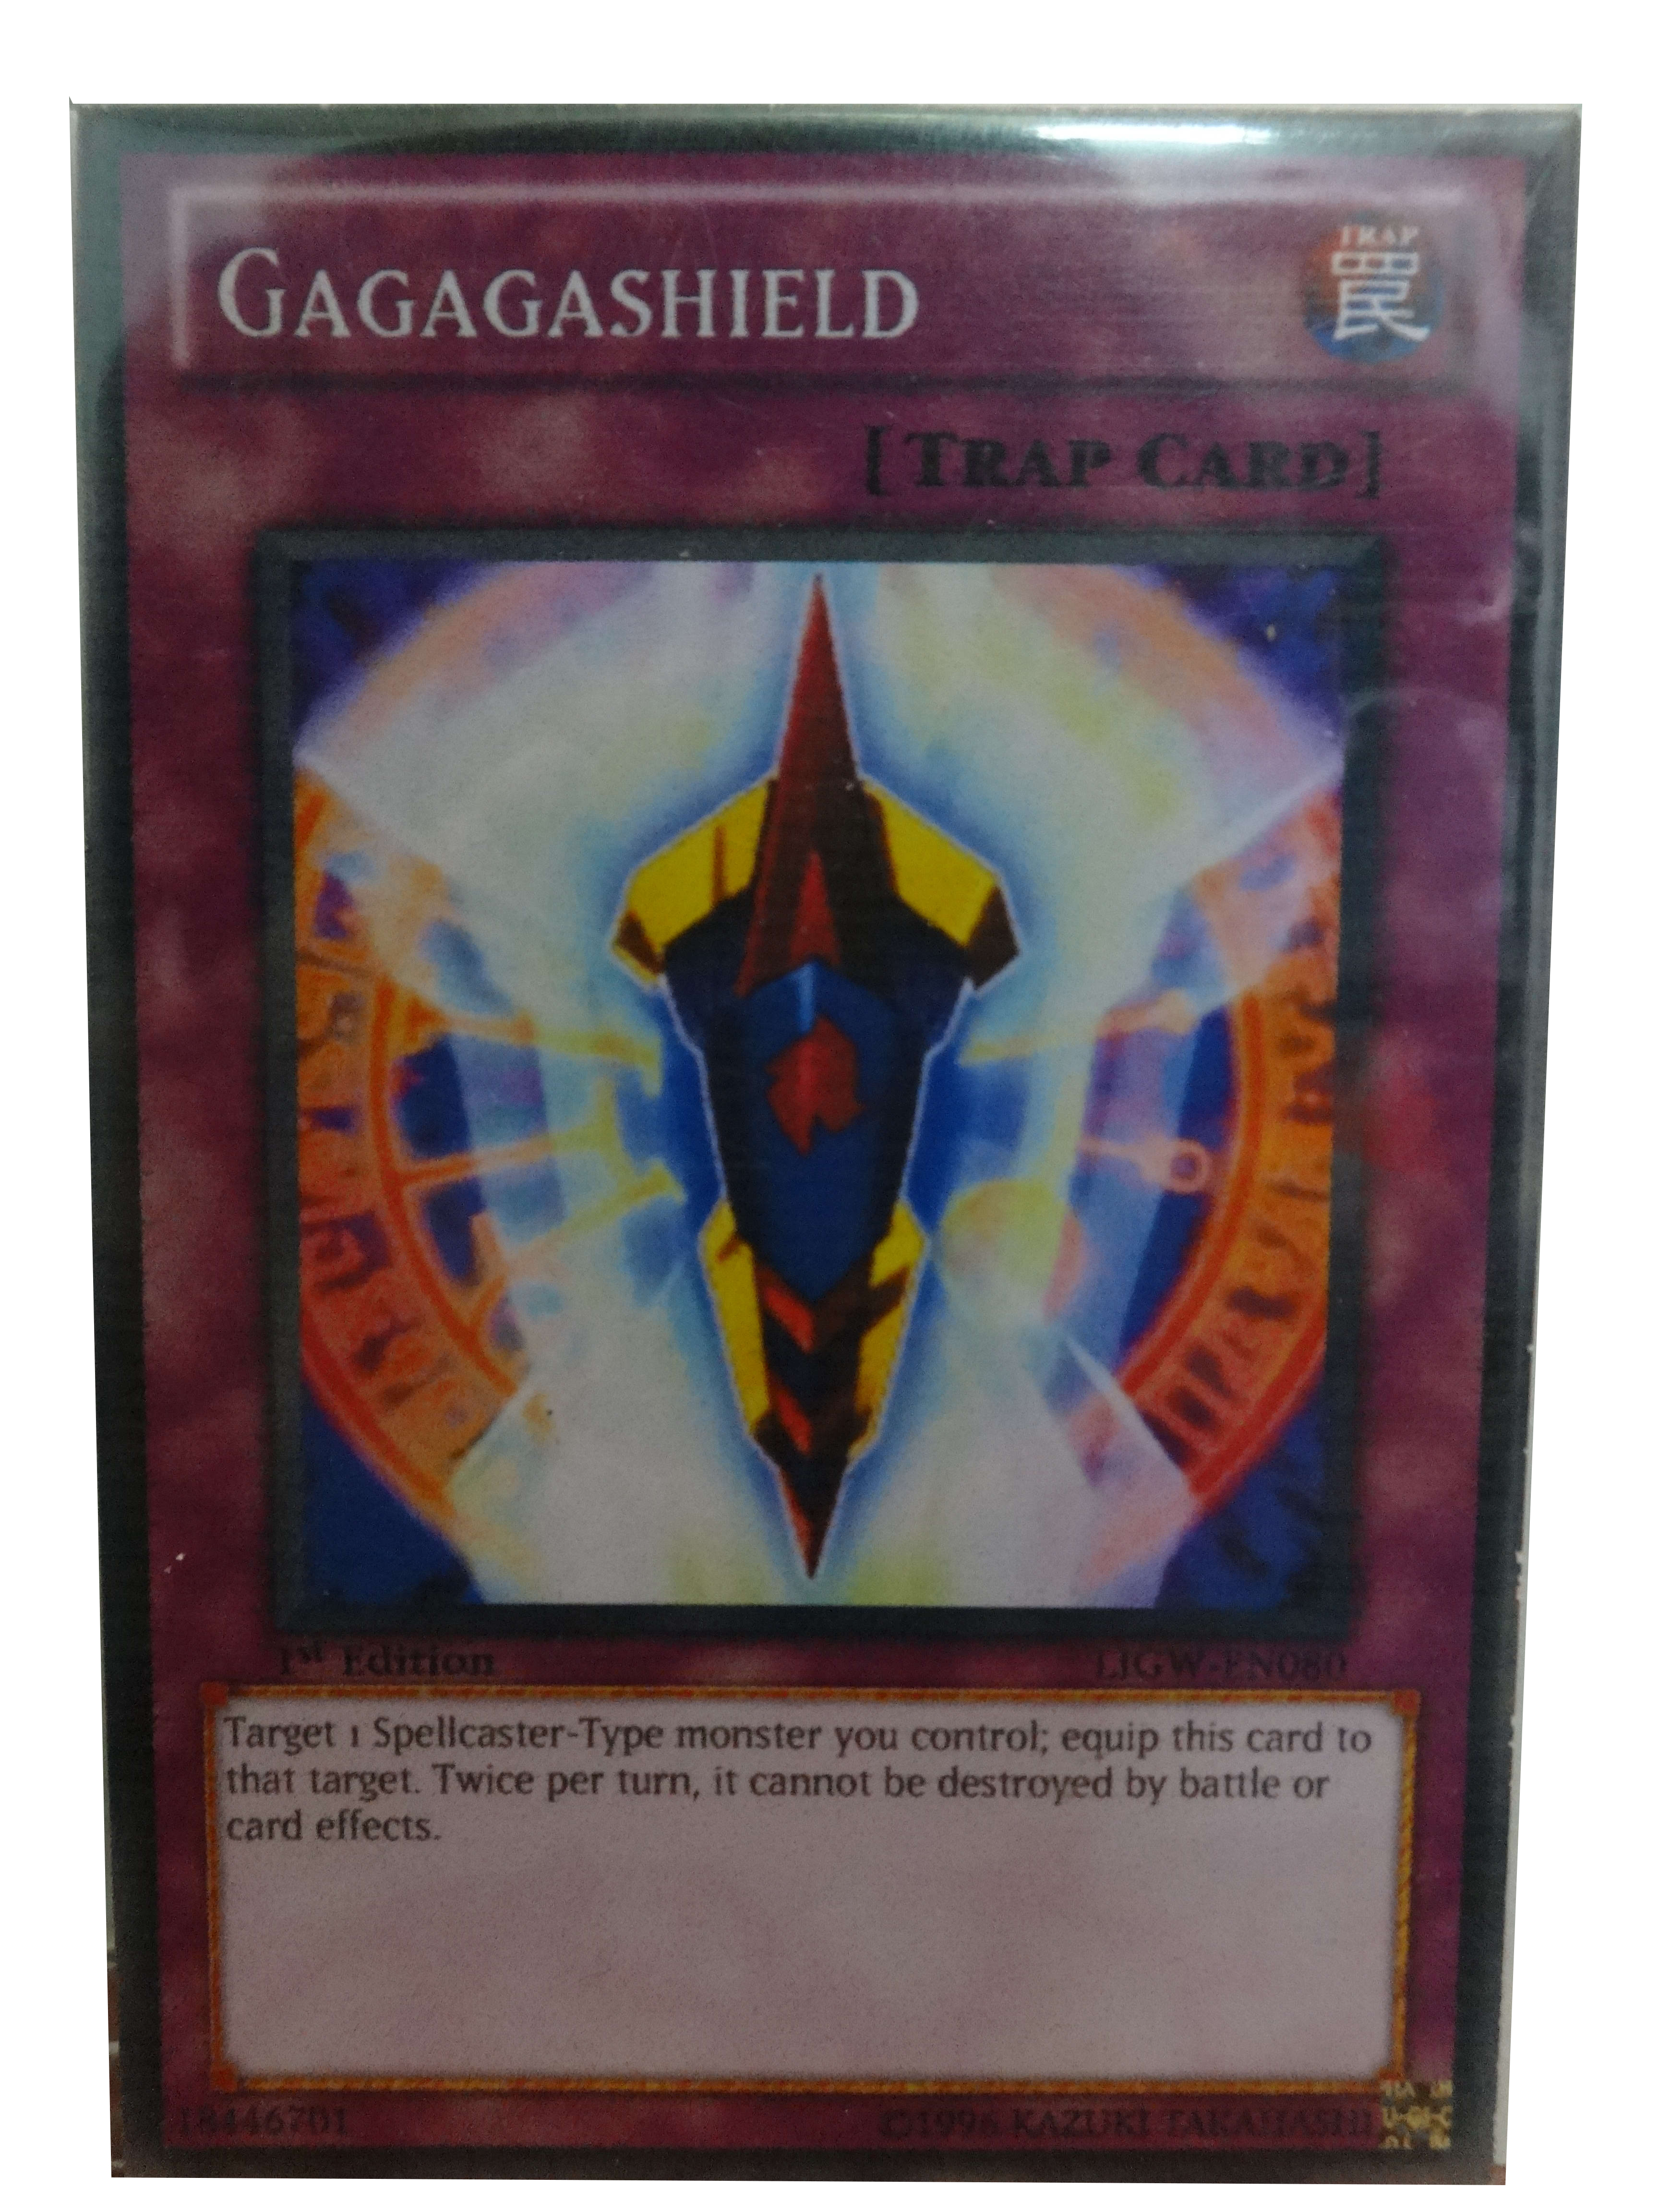 GAGAGASHIELD
TRAP
罠
[TRAP CARD]
1st Edition
LJGW-EN080
Target 1 Spellcaster-Type monster you control; equip this card to
that target. Twice per turn, it cannot be destroyed by battle or
card effects.
18446701
©1996 KAZUKI TAKAHASHI